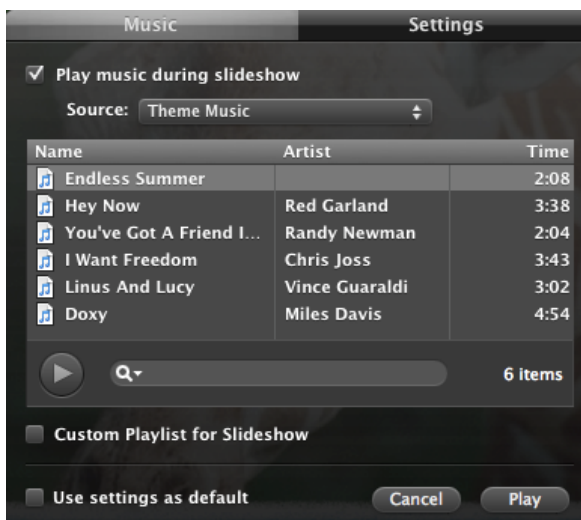 Music Settings
Play music during slideshow
Source: Theme Music
Name Artist Time
Endless Summer 2:08
Hey Now Red Garland 3:38
You've Got A Friend I... Randy Newman 2:04
I Want Freedom Chris Joss 3:43
Linus And Lucy Vince Guaraldi 3:02
Doxy Miles Davis 4:54
6 items
Custom Playlist for Slideshow
Use settings as default Cancel Play